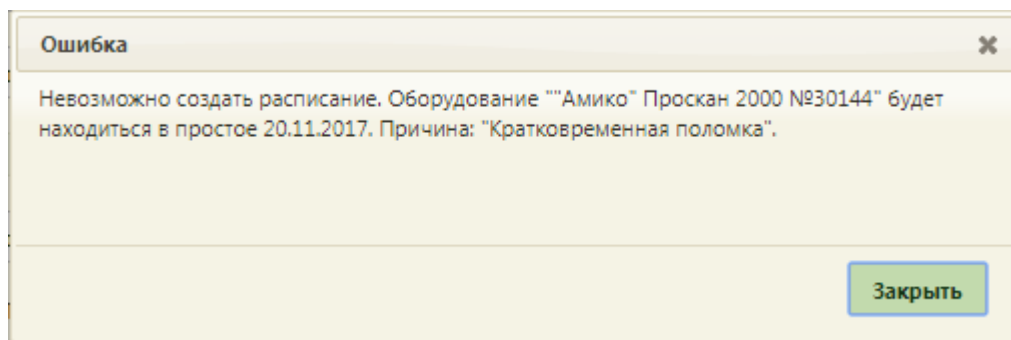 Ошибка
Невозможно создать расписание. Оборудование ""Амико" Проскан 2000 №30144" будет
находиться в простое 20.11.2017. Причина: "Кратковременная поломка".
Закрыть